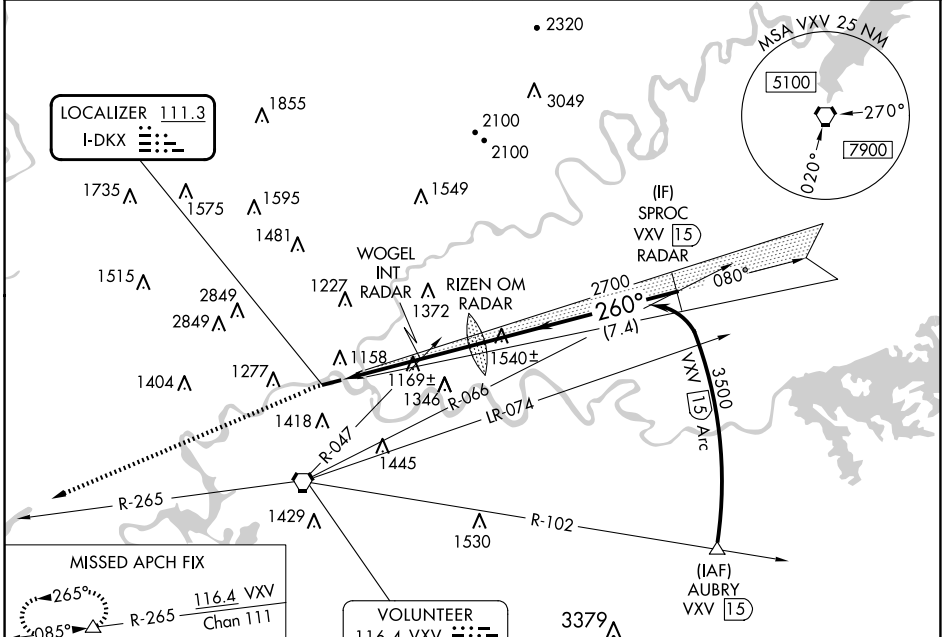 2320
MSA VXV 25 NM
5100
270°
7900
020°
3049
1855
2100
2100
LOCALIZER 111.3
I-DKX
1735
1575
1595
1549
1481
(IF)
SPROC
VXV 15
RADAR
WOGEL
INT
RADAR
RIZEN OM
RADAR
1515
1227
1372
2700
080°
260°
(7.4)
2849
2849
1540±
1158
1169±
1346
1404
1277
R-066
3500
VXV 15 Arc
LR-074
1418
R-047
1445
R-265
1429
1530
R-102
(IAF)
AUBRY
VXV 15
MISSED APCH FIX
265°
085°
R-265
116.4 VXV
Chan 111
VOLUNTEER
116.4 VXV
3379